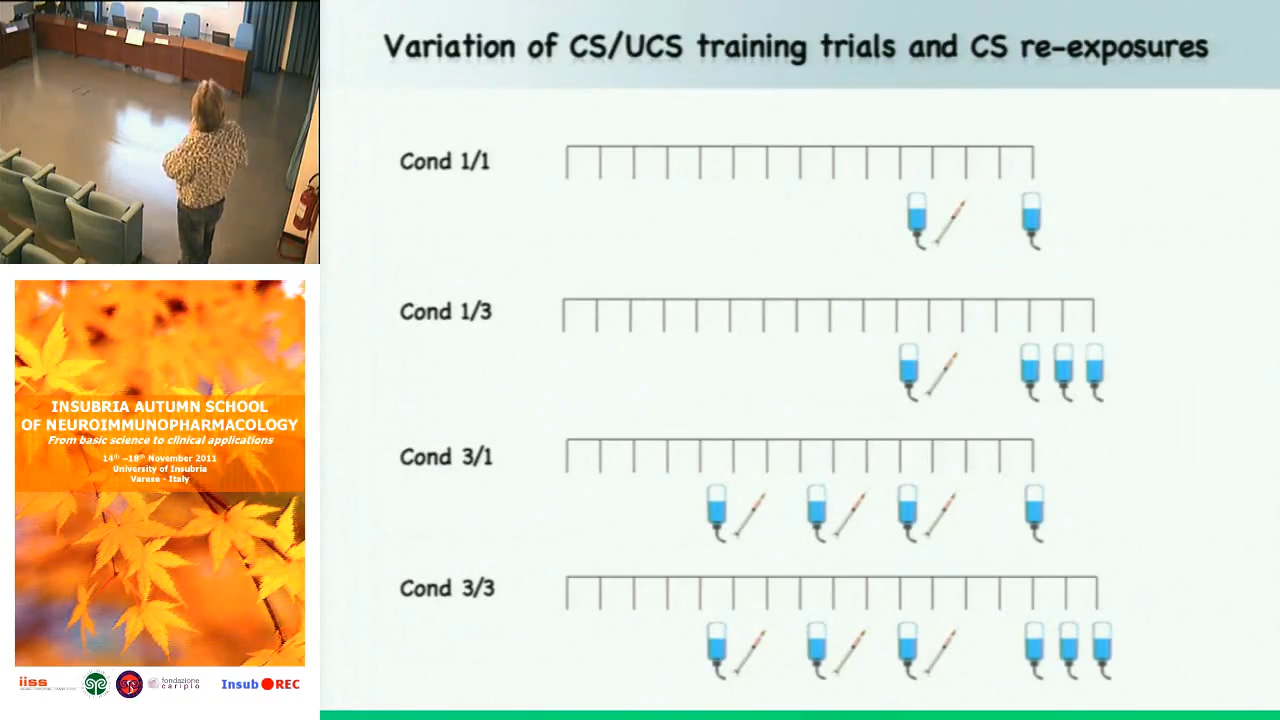 Variation of CS/UCS training trials and CS re-exposures
Cond 1/1
Cond 1/3
Cond 3/1
Cond 3/3
INSUBRIA AUTUMN SCHOOL
OF NEUROIMMUNOPHARMACOLOGY
From basic science to clinical applications
14th –18th November 2011
University of Insubria
Varese - Italy
iiss
fondazione
cariplo
Insub REC